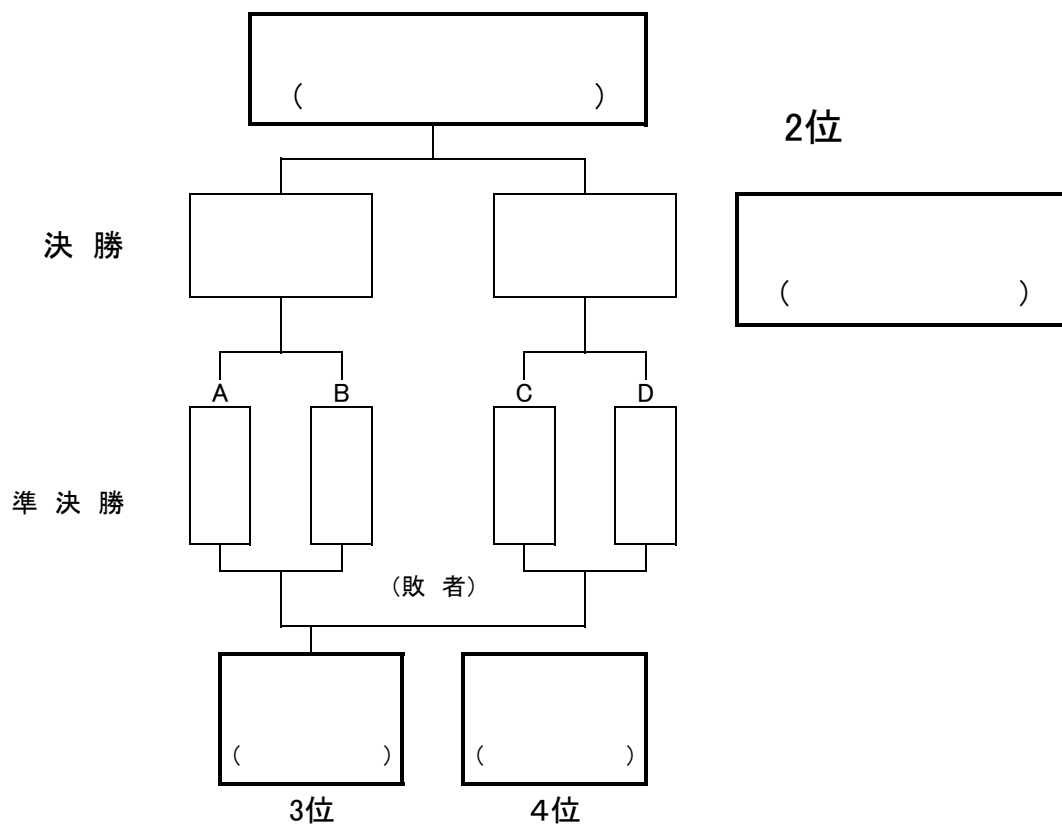 (　　　　　　　)
2位
決 勝
(　　　　　　　)
A B C D
準 決 勝
(敗 者)
(　　　　) (　　　　)
3位 4位